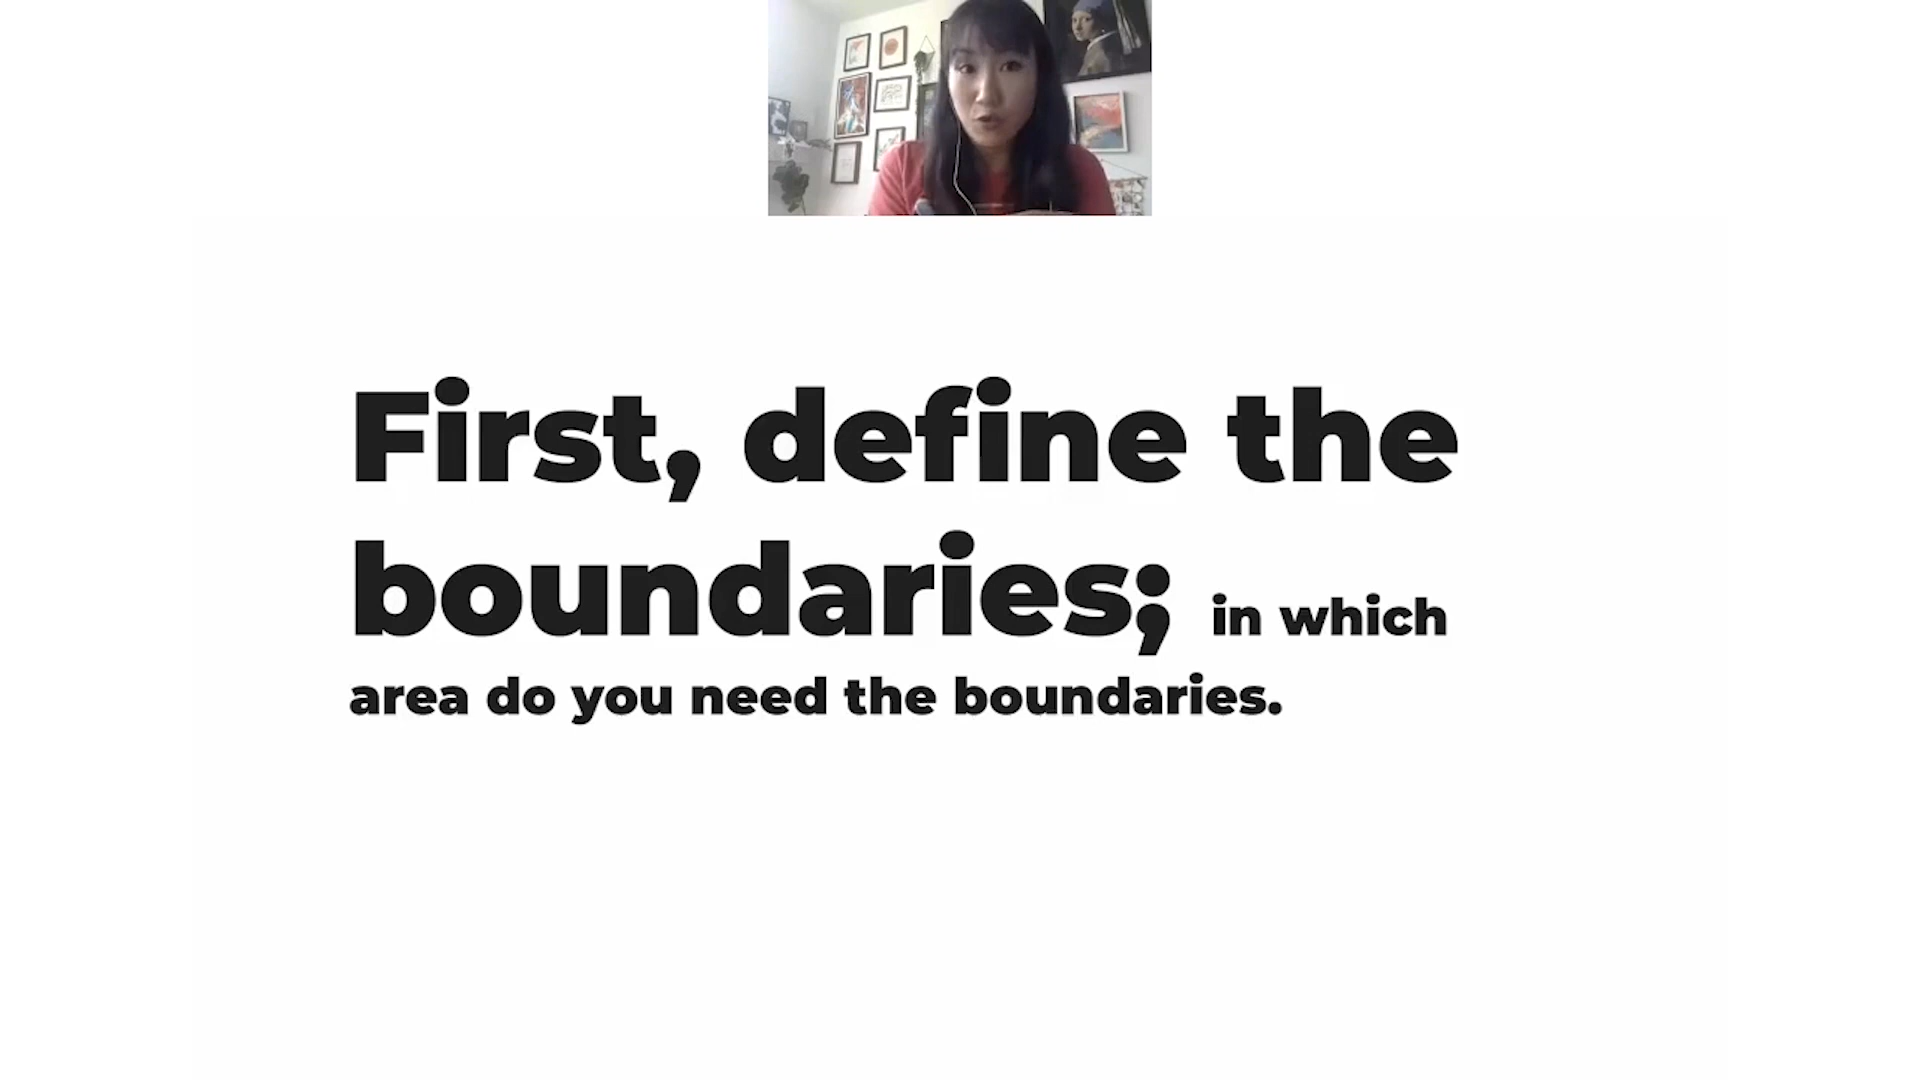 First, define the
boundaries; in which
area do you need the boundaries.